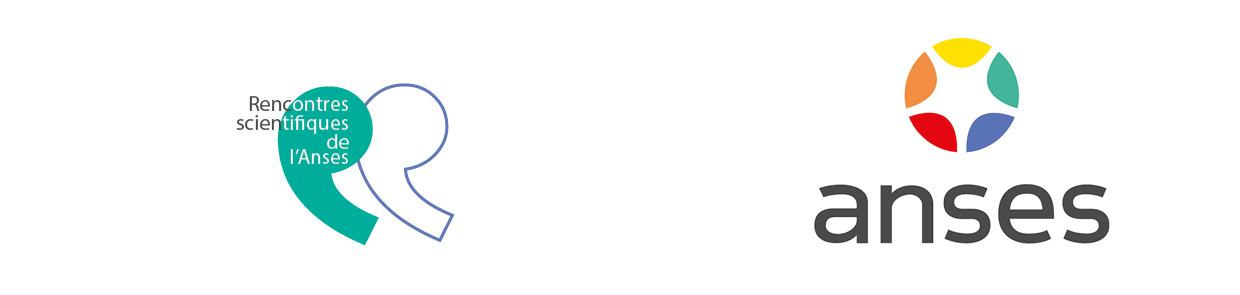 Rencontres
scientifiques
de
l'Anses
anses